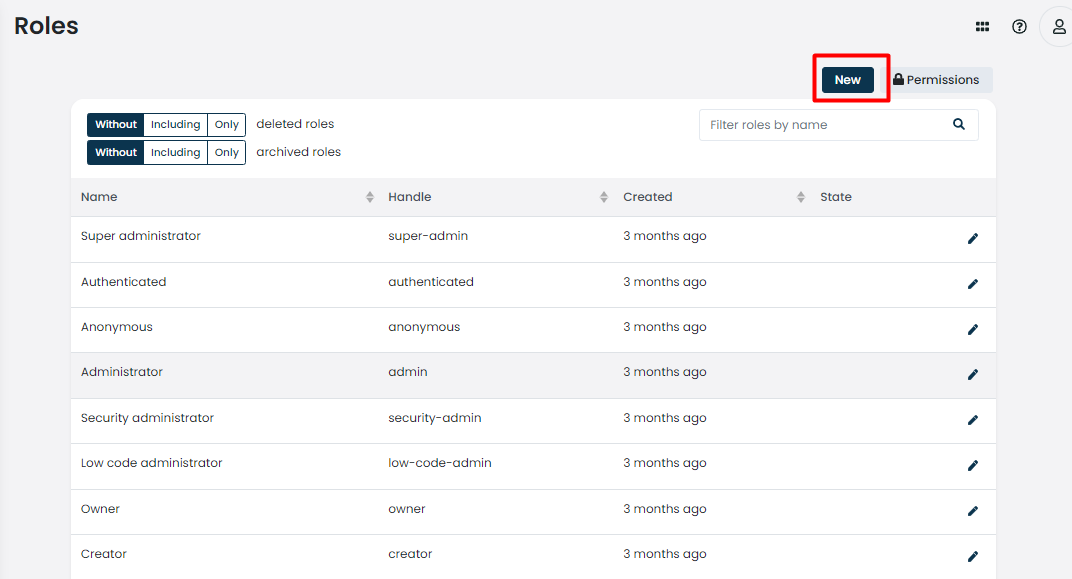 Roles
New Permissions
Without Including Only deleted roles
Filter roles by name
Without Including Only archived roles
Name Handle Created State
Super administrator super-admin 3 months ago
Authenticated authenticated 3 months ago
Anonymous anonymous 3 months ago
Administrator admin 3 months ago
Security administrator security-admin 3 months ago
Low code administrator low-code-admin 3 months ago
Owner owner 3 months ago
Creator creator 3 months ago